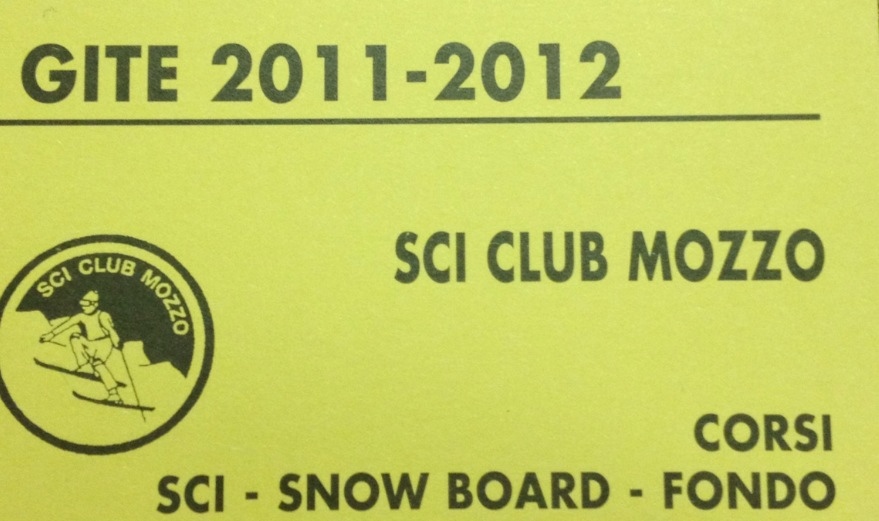 GITE 2011-2012
SCI CLUB MOZZO
SCI CLUB MOZZO
CORSI
SCI - SNOW BOARD - FONDO